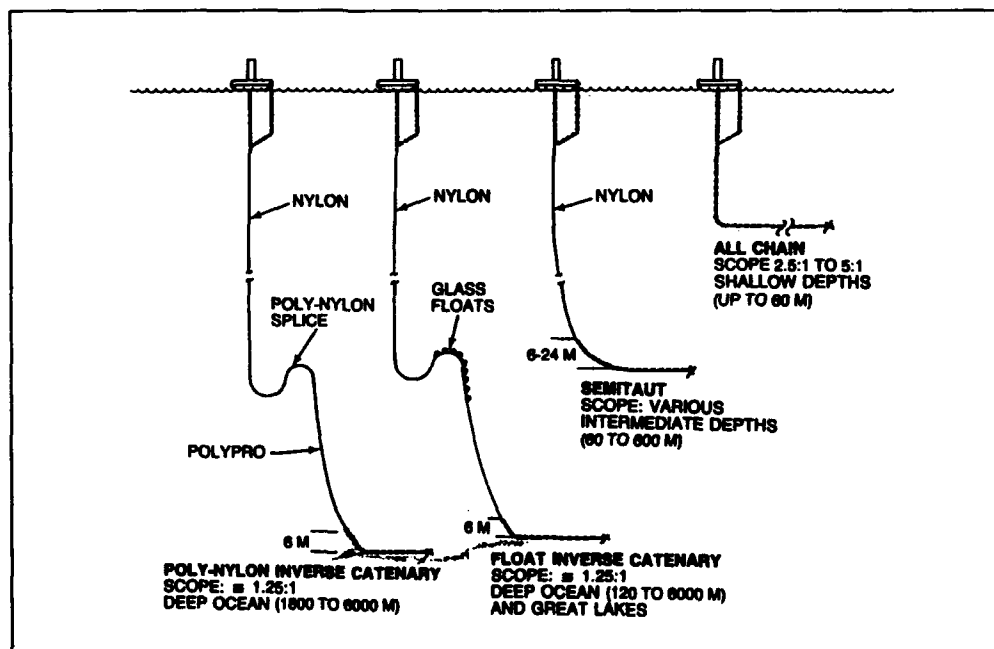 NYLON
NYLON
NYLON
ALL CHAIN
SCOPE 2.5:1 TO 5:1
SHALLOW DEPTHS
(UP TO 60 M)
POLY-NYLON
SPLICE
GLASS
FLOATS
6-24 M
SEMITAUT
SCOPE: VARIOUS
INTERMEDIATE DEPTHS
(60 TO 600 M)
POLYPRO
6 M
POLY-NYLON INVERSE CATENARY
SCOPE: ≅ 1.25:1
DEEP OCEAN (1800 TO 6000 M)
6 M
FLOAT INVERSE CATENARY
SCOPE: ≅ 1.25:1
DEEP OCEAN (120 TO 6000 M)
AND GREAT LAKES